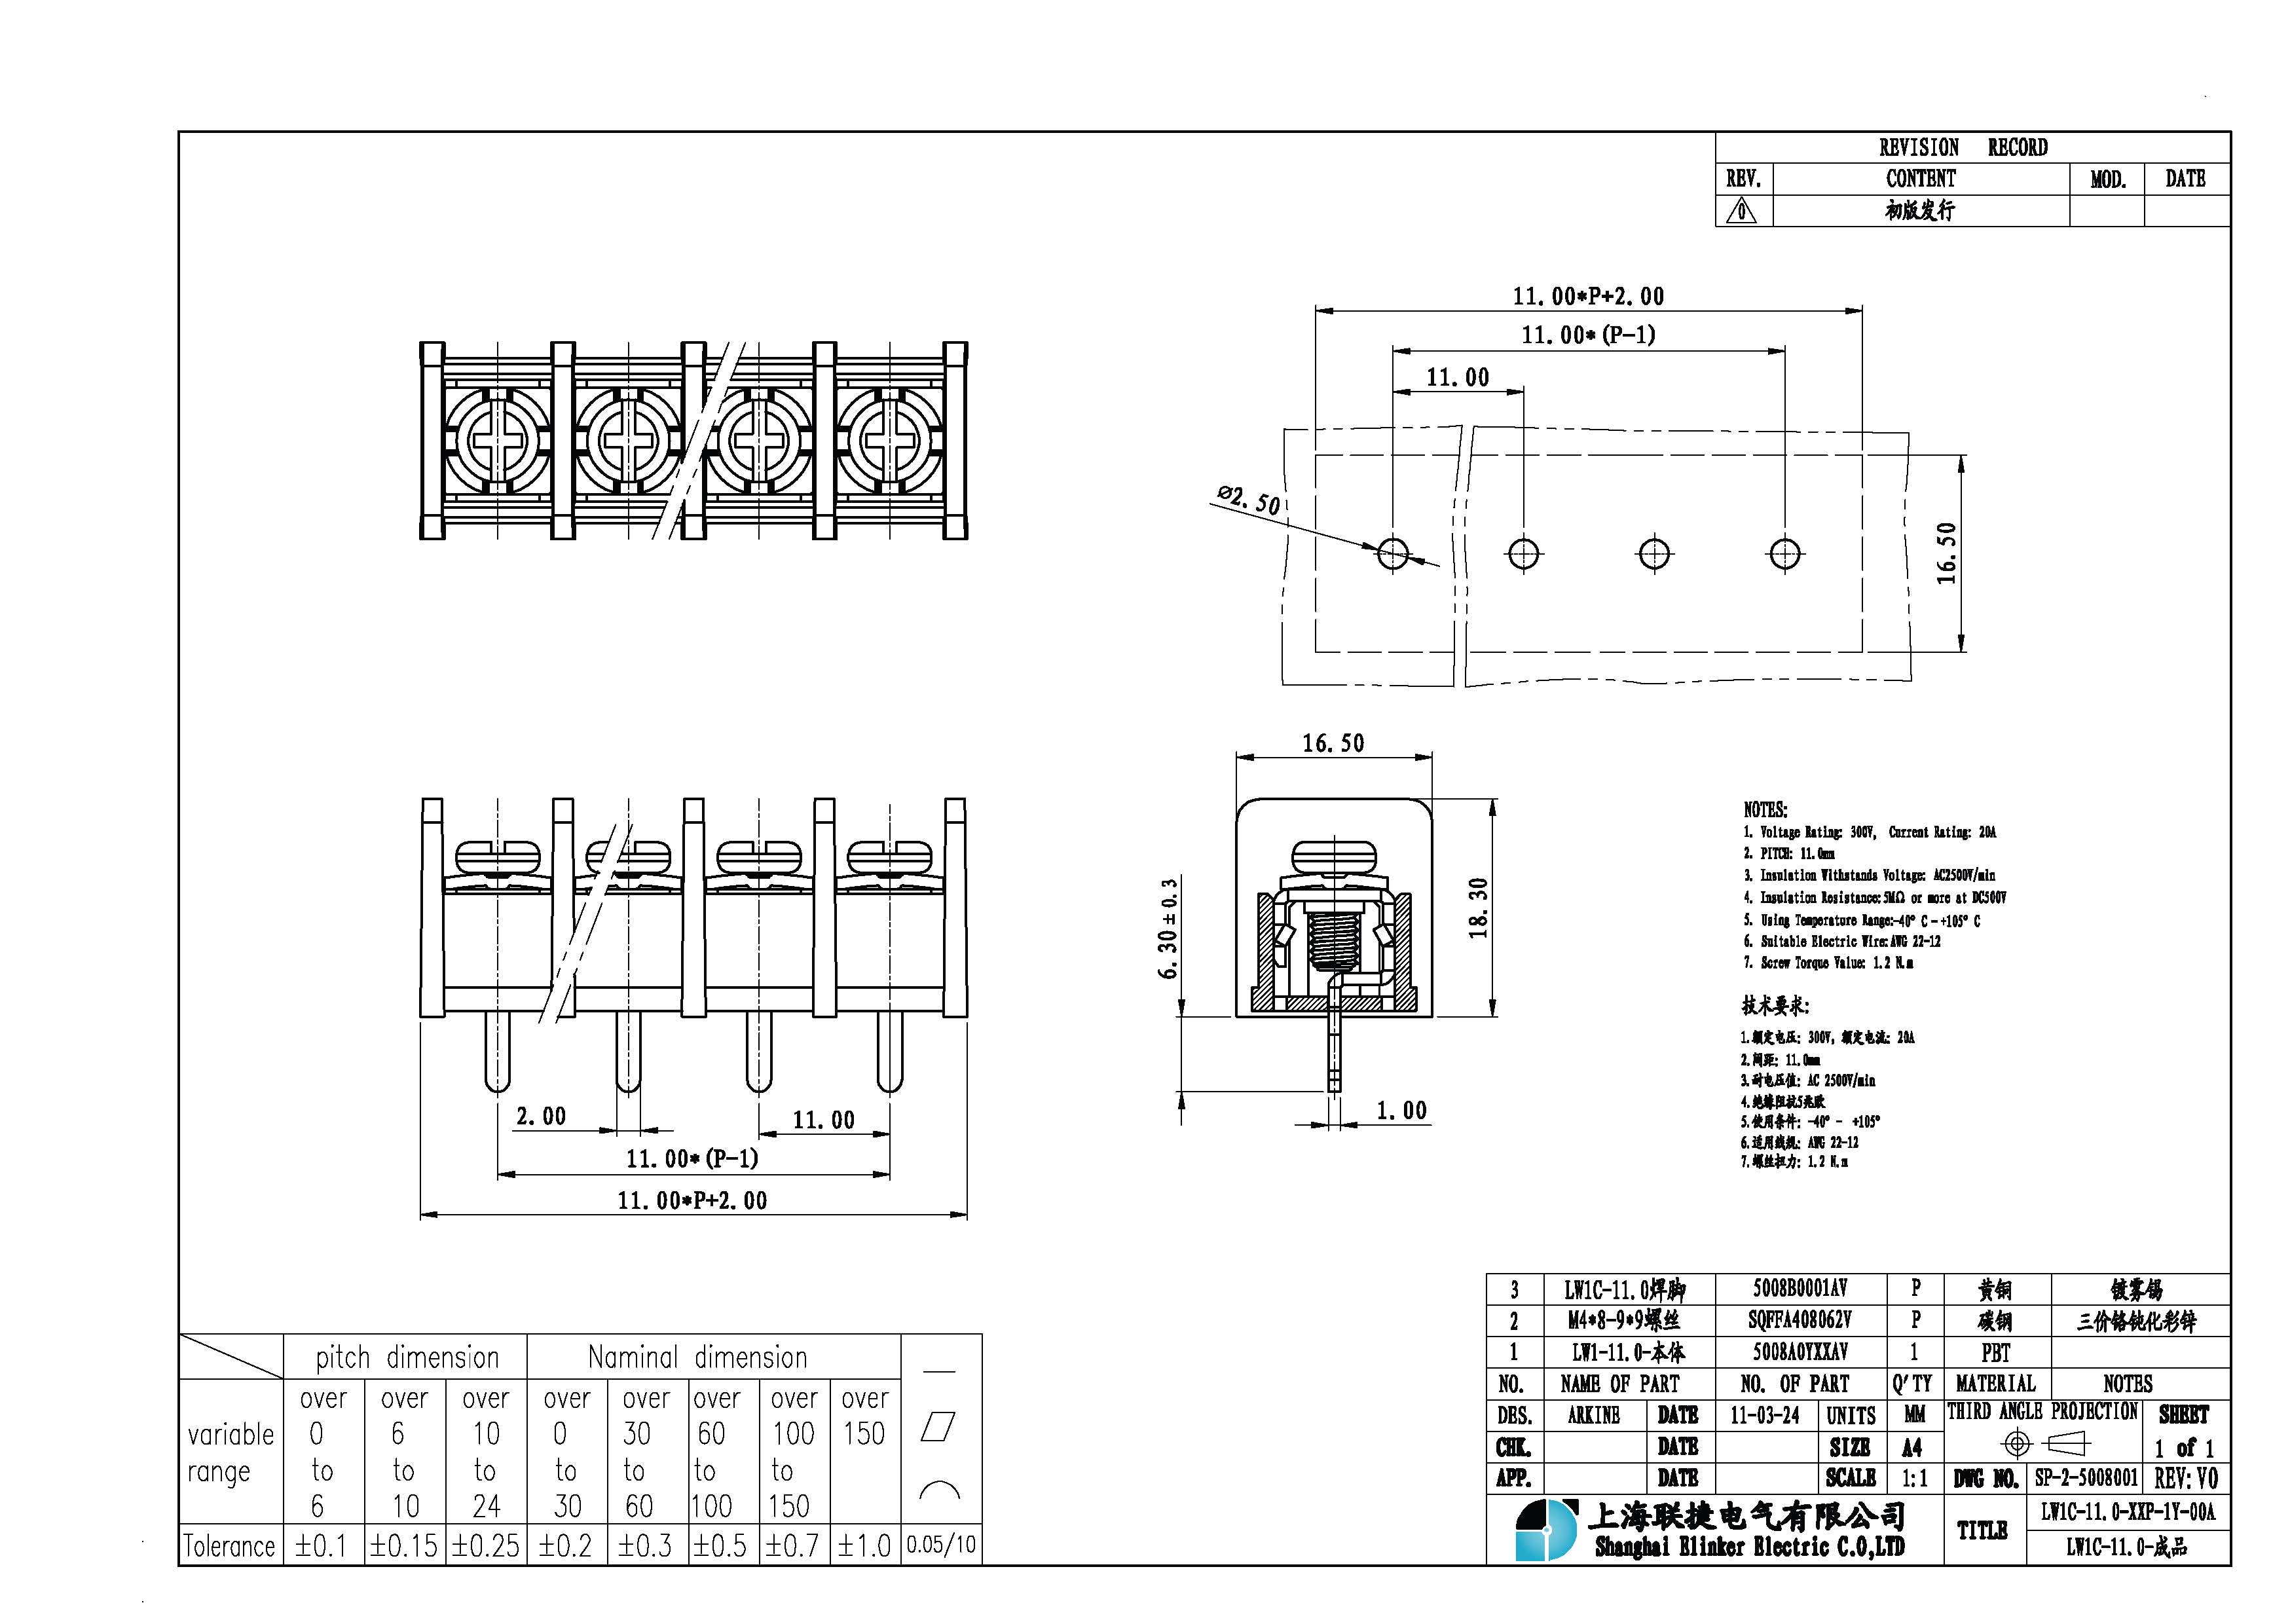 REVISION RECORD
REV. CONTENT MOD. DATE
0 初版发行
11.00*P+2.00
11.00*(P-1)
11.00
⌀2.50
16.50
16.50
18.30
6.30±0.3
1.00
2.00
11.00
11.00*(P-1)
11.00*P+2.00
NOTES:
1. Voltage Rating: 300V, Current Rating: 20A
2. PITCH: 11.0mm
3. Insulation Withstands Voltage: AC2500V/min
4. Insulation Resistance:5MΩ or more at DC500V
5. Using Temperature Range:-40° C - +105° C
6. Suitable Electric Wire:AWG 22-12
7. Screw Torque Value: 1.2 N.m
技术要求:
1.额定电压: 300V, 额定电流: 20A
2.间距: 11.0mm
3.耐电压值: AC 2500V/min
4.绝缘阻抗5兆欧
5.使用条件: -40° - +105°
6.适用线规: AWG 22-12
7.螺丝扭力: 1.2 N.m
3 LW1C-11.0焊脚 5008B0001AV P 黄铜 镀雾锡
2 M4*8-9*9螺丝 SQFFA408062V P 碳钢 三价铬钝化彩锌
1 LW1-11.0-本体 5008A0YXXAV 1 PBT
NO. NAME OF PART NO. OF PART Q'TY MATERIAL NOTES
DES. ARKINE DATE 11-03-24 UNITS MM THIRD ANGLE PROJECTION SHEET
CHK. DATE SIZE A4 1 of 1
APP. DATE SCALE 1:1 DWG NO. SP-2-5008001 REV:V0
上海联捷电气有限公司
Shanghai Blinker Electric C.O,LTD
TITLE
LW1C-11.0-XXP-1Y-00A
LW1C-11.0-成品
pitch dimension Naminal dimension
over over over over over over over over
variable 0 6 10 0 30 60 100 150
range to to to to to to to
6 10 24 30 60 100 150
Tolerance ±0.1 ±0.15 ±0.25 ±0.2 ±0.3 ±0.5 ±0.7 ±1.0 0.05/10